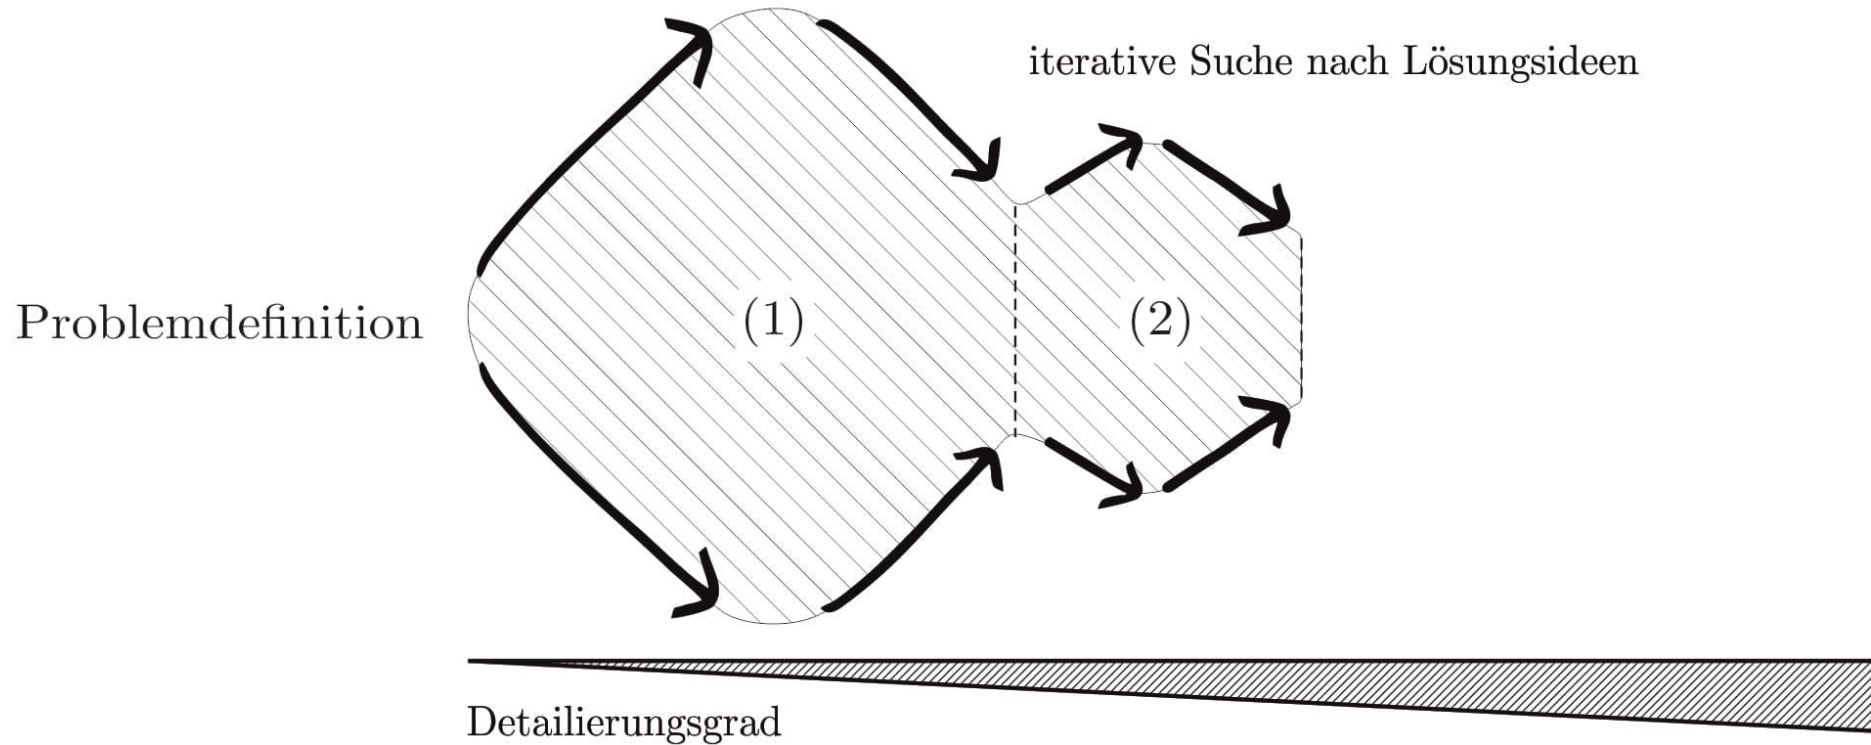 iterative Suche nach Lösungsideen
Problemdefinition
(1)
(2)
Detailierungsgrad